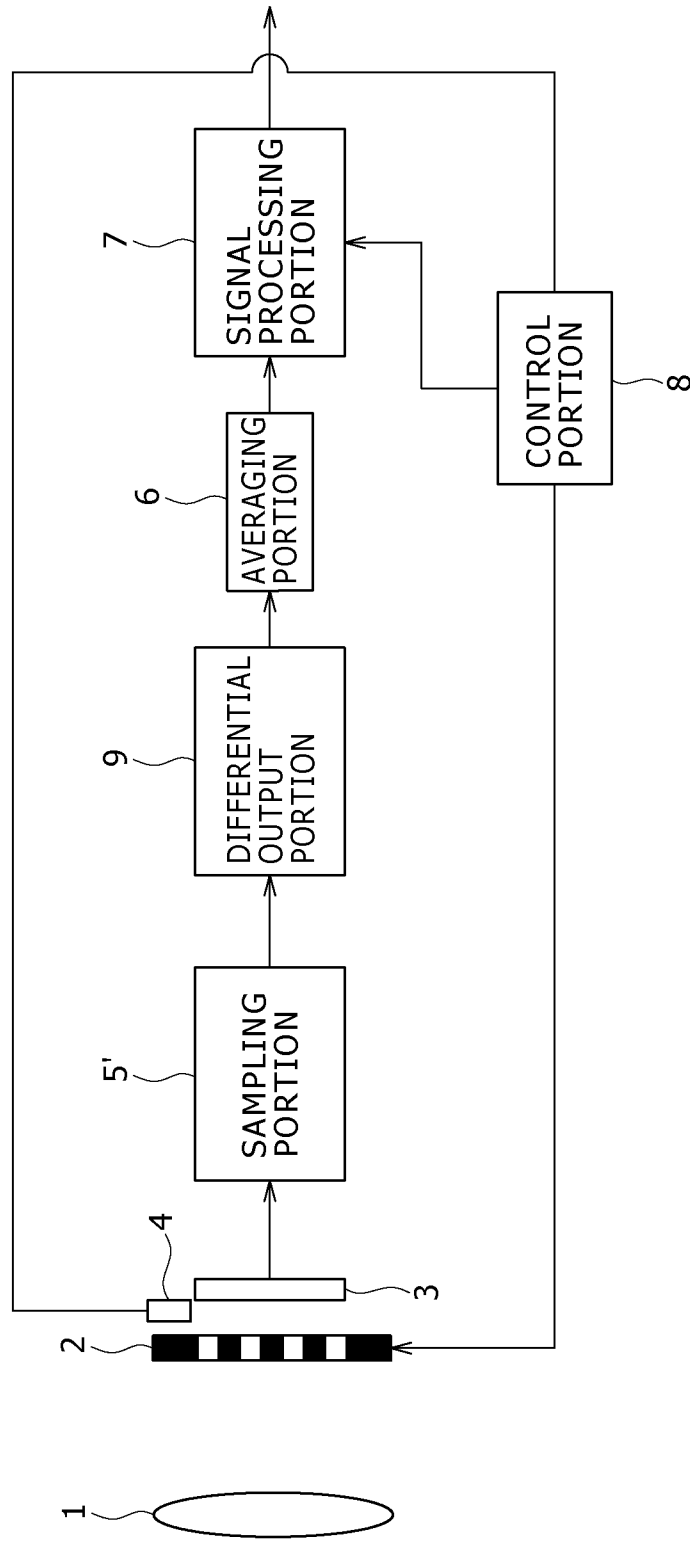 1
2
4
3
5'
SAMPLING
PORTION
9
DIFFERENTIAL
OUTPUT
PORTION
6
AVERAGING
PORTION
7
SIGNAL
PROCESSING
PORTION
CONTROL
PORTION
8